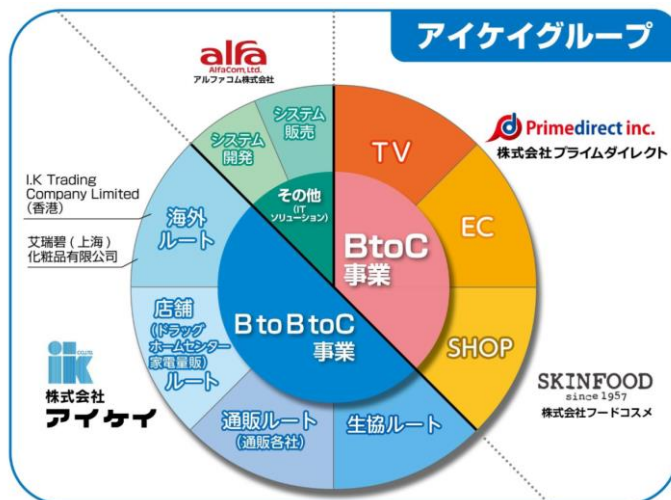 アイケイグループ
alfa
AlfaCom,Ltd.
アルファコム株式会社
システム
販売
システム
開発
その他
(IT
ソリューション)
TV
Primedirect inc.
株式会社プライムダイレクト
EC
BtoC
事業
SHOP
SKINFOOD
since 1957
株式会社フードコスメ
I.K Trading
Company Limited
(香港)
艾瑞碧(上海)
化粧品有限公司
海外
ルート
BtoBtoC
事業
店舗
(ドラッグ
ホームセンター
家電量販)
ルート
ik
株式会社
アイケイ
通販ルート
(通販各社)
生協ルート